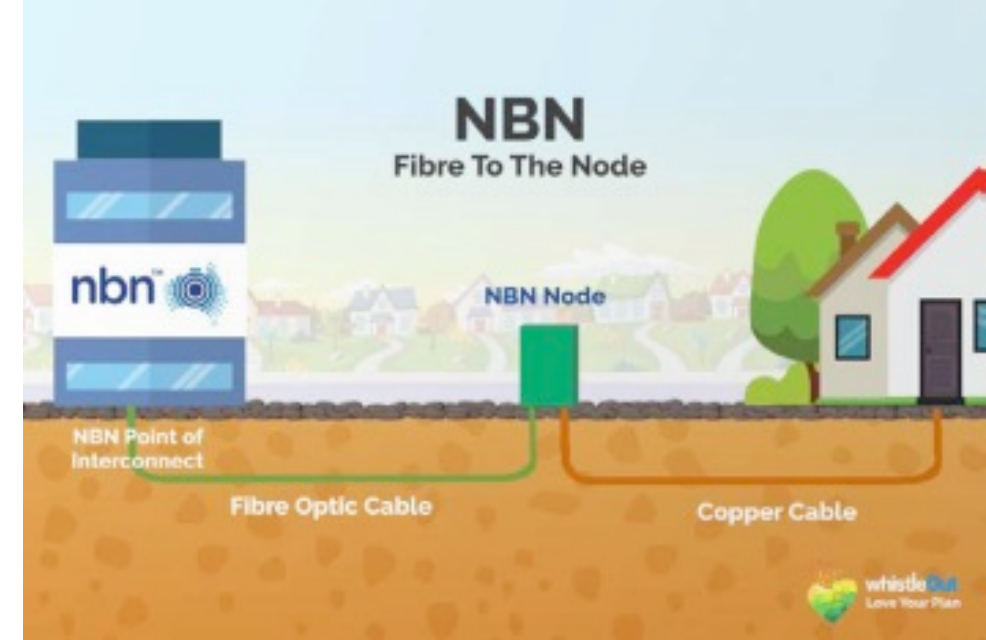 NBN
Fibre To The Node
nbn™
NBN Node
NBN Point of
Interconnect
Fibre Optic Cable
Copper Cable
whistleOut
Love Your Plan